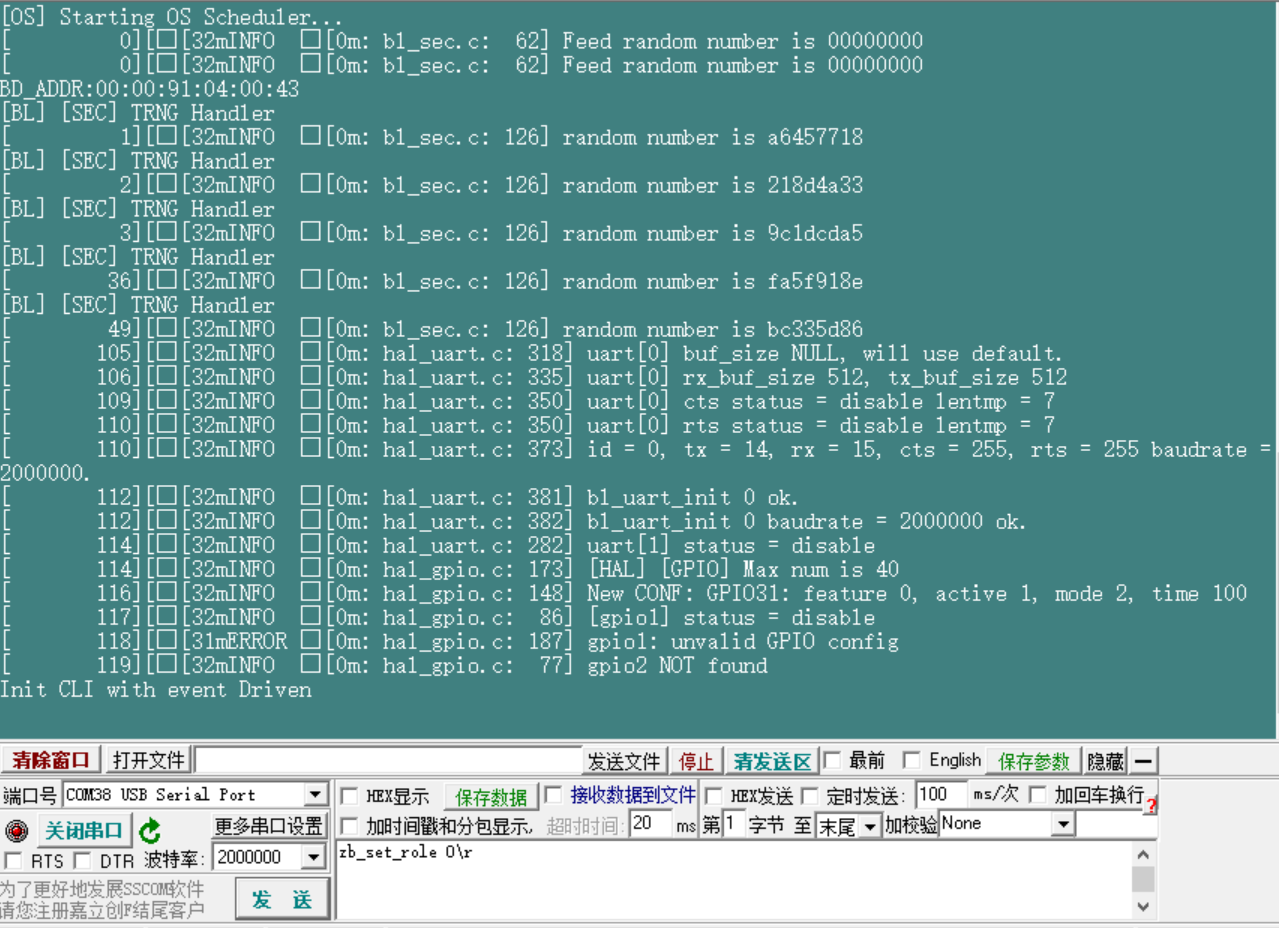 [OS] Starting OS Scheduler...
[ 0][□[32mINFO □[0m: bl_sec.c: 62] Feed random number is 00000000
[ 0][□[32mINFO □[0m: bl_sec.c: 62] Feed random number is 00000000
BD_ADDR:00:00:91:04:00:43
[BL] [SEC] TRNG Handler
[ 1][□[32mINFO □[0m: bl_sec.c: 126] random number is a6457718
[BL] [SEC] TRNG Handler
[ 2][□[32mINFO □[0m: bl_sec.c: 126] random number is 218d4a33
[BL] [SEC] TRNG Handler
[ 3][□[32mINFO □[0m: bl_sec.c: 126] random number is 9c1dcda5
[BL] [SEC] TRNG Handler
[ 36][□[32mINFO □[0m: bl_sec.c: 126] random number is fa5f918e
[BL] [SEC] TRNG Handler
[ 49][□[32mINFO □[0m: bl_sec.c: 126] random number is bc335d86
[ 105][□[32mINFO □[0m: hal_uart.c: 318] uart[0] buf_size NULL, will use default.
[ 106][□[32mINFO □[0m: hal_uart.c: 335] uart[0] rx_buf_size 512, tx_buf_size 512
[ 109][□[32mINFO □[0m: hal_uart.c: 350] uart[0] cts status = disable lentmp = 7
[ 110][□[32mINFO □[0m: hal_uart.c: 350] uart[0] rts status = disable lentmp = 7
[ 110][□[32mINFO □[0m: hal_uart.c: 373] id = 0, tx = 14, rx = 15, cts = 255, rts = 255 baudrate =
2000000.
[ 112][□[32mINFO □[0m: hal_uart.c: 381] bl_uart_init 0 ok.
[ 112][□[32mINFO □[0m: hal_uart.c: 382] bl_uart_init 0 baudrate = 2000000 ok.
[ 114][□[32mINFO □[0m: hal_uart.c: 282] uart[1] status = disable
[ 114][□[32mINFO □[0m: hal_gpio.c: 173] [HAL] [GPIO] Max num is 40
[ 116][□[32mINFO □[0m: hal_gpio.c: 148] New CONF: GPIO31: feature 0, active 1, mode 2, time 100
[ 117][□[32mINFO □[0m: hal_gpio.c: 86] [gpio1] status = disable
[ 118][□[31mERROR □[0m: hal_gpio.c: 187] gpio1: unvalid GPIO config
[ 119][□[32mINFO □[0m: hal_gpio.c: 77] gpio2 NOT found
Init CLI with event Driven
清除窗口 打开文件 发送文件 停止 清发送区 最前 English 保存参数 隐藏 —
端口号 COM38 USB Serial Port HEX显示 保存数据 接收数据到文件 HEX发送 定时发送: 100 ms/次 加回车换行 ?
关闭串口 更多串口设置 加时间戳和分包显示, 超时时间: 20 ms 第 1 字节 至 末尾 加校验 None
RTS DTR 波特率: 2000000 zb_set_role 0\r
为了更好地发展SSCOM软件
请您注册嘉立创F结尾客户
发 送